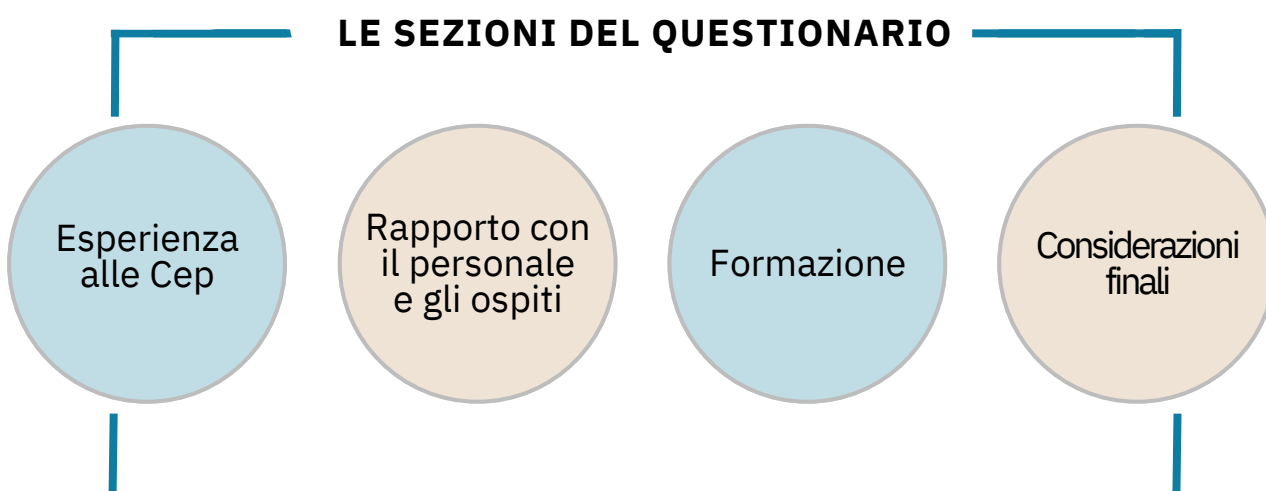 LE SEZIONI DEL QUESTIONARIO
Esperienza
alle Cep
Rapporto con
il personale
e gli ospiti
Formazione
Considerazioni
finali